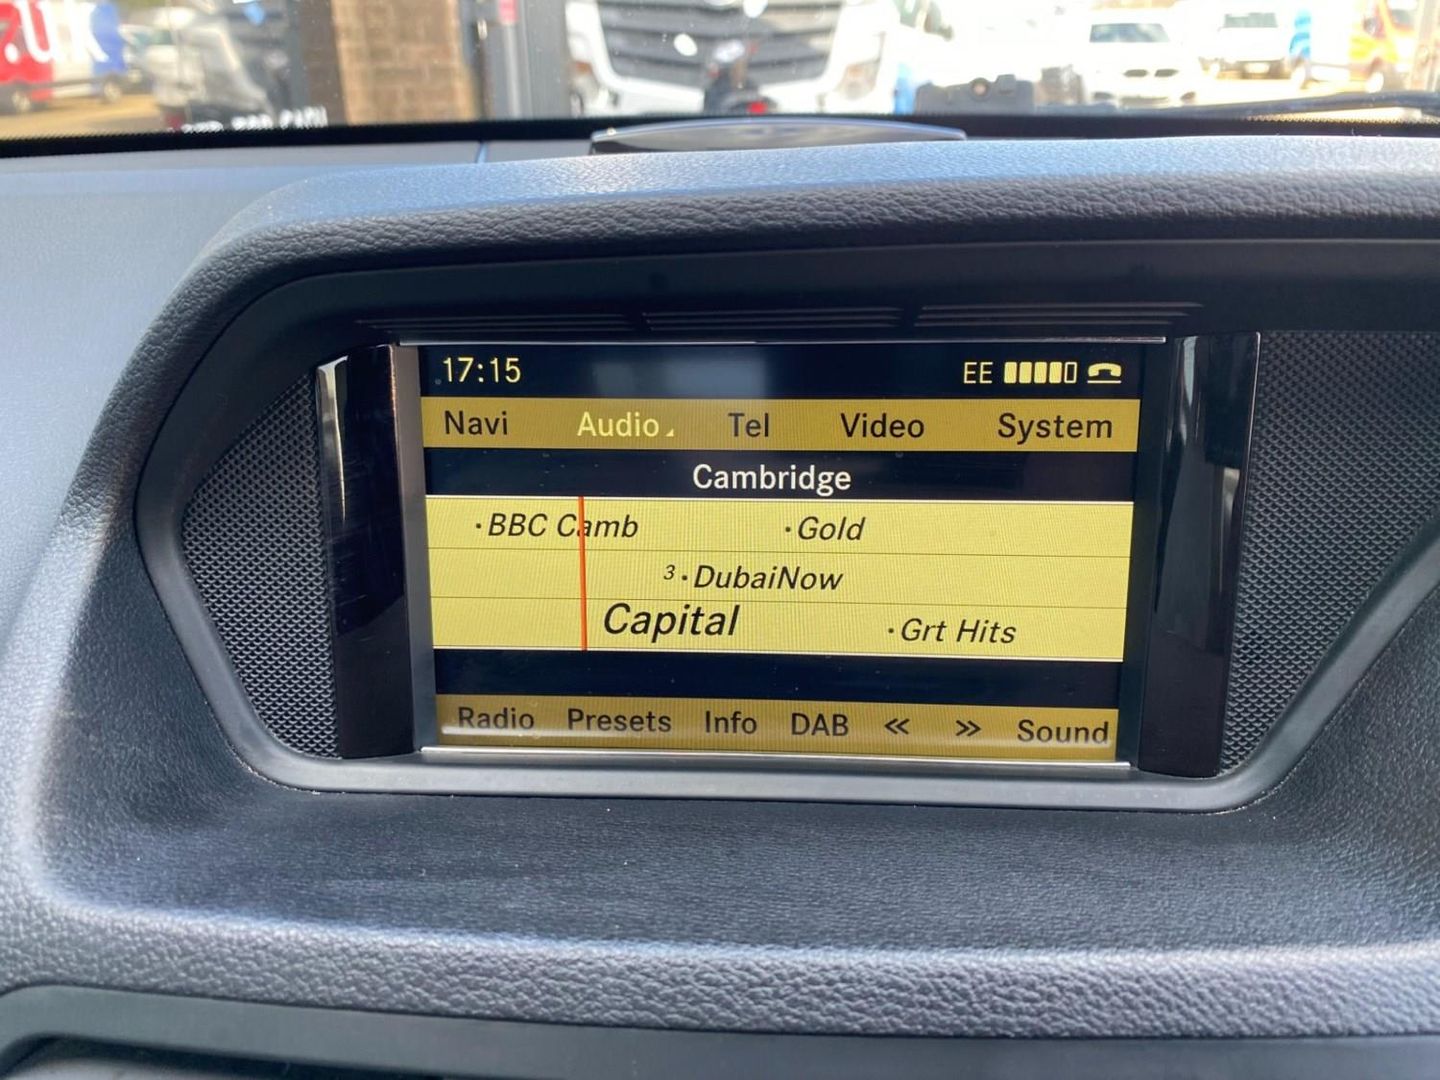 .uk
17:15 EE
Navi Audio Tel Video System
Cambridge
·BBC Camb ·Gold
3·DubaiNow
Capital ·Grt Hits
Radio Presets Info DAB << >> Sound